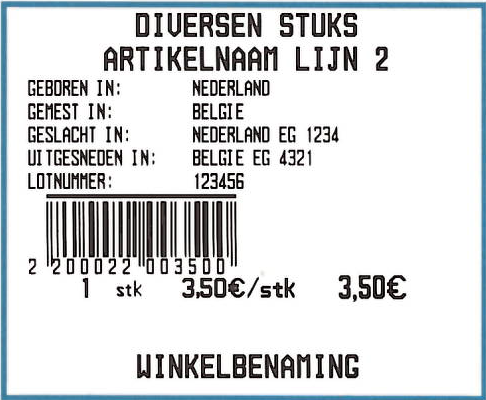 DIVERSEN STUKS
ARTIKELNAAM LIJN 2
GEBOREN IN: NEDERLAND
GEMEST IN: BELGIE
GESLACHT IN: NEDERLAND EG 1234
UITGESNEDEN IN: BELGIE EG 4321
LOTNUMMER: 123456
2 200022 003500
1 stk 3,50€/stk 3,50€
WINKELBENAMING